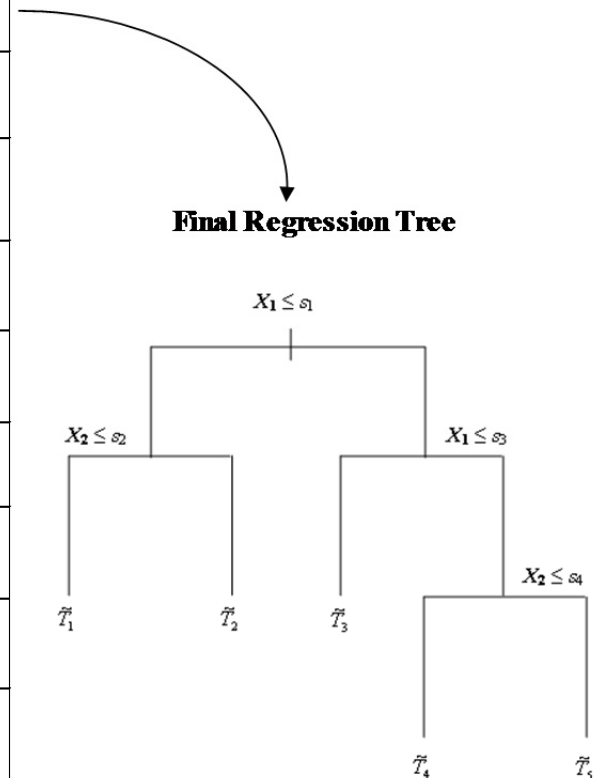 Final Regression Tree
X₁ ≤ s₁
X₂ ≤ s₂
X₁ ≤ s₃
X₂ ≤ s₄
T̃₁
T̃₂
T̃₃
T̃₄
T̃₅